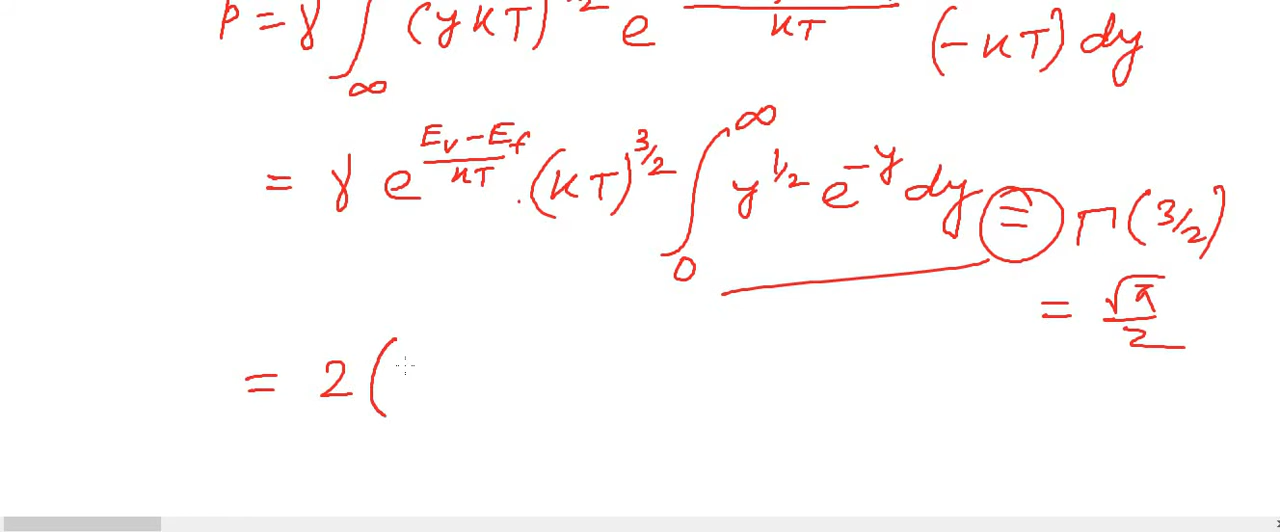 P = γ ∫∞ (yKT)^1/2 e^ /KT (-KT) dy
= γ e^(Ev - Ef)/KT . (KT)^3/2 ∫0^∞ y^1/2 e^-y dy = Γ(3/2)
= √π/2
= 2 (